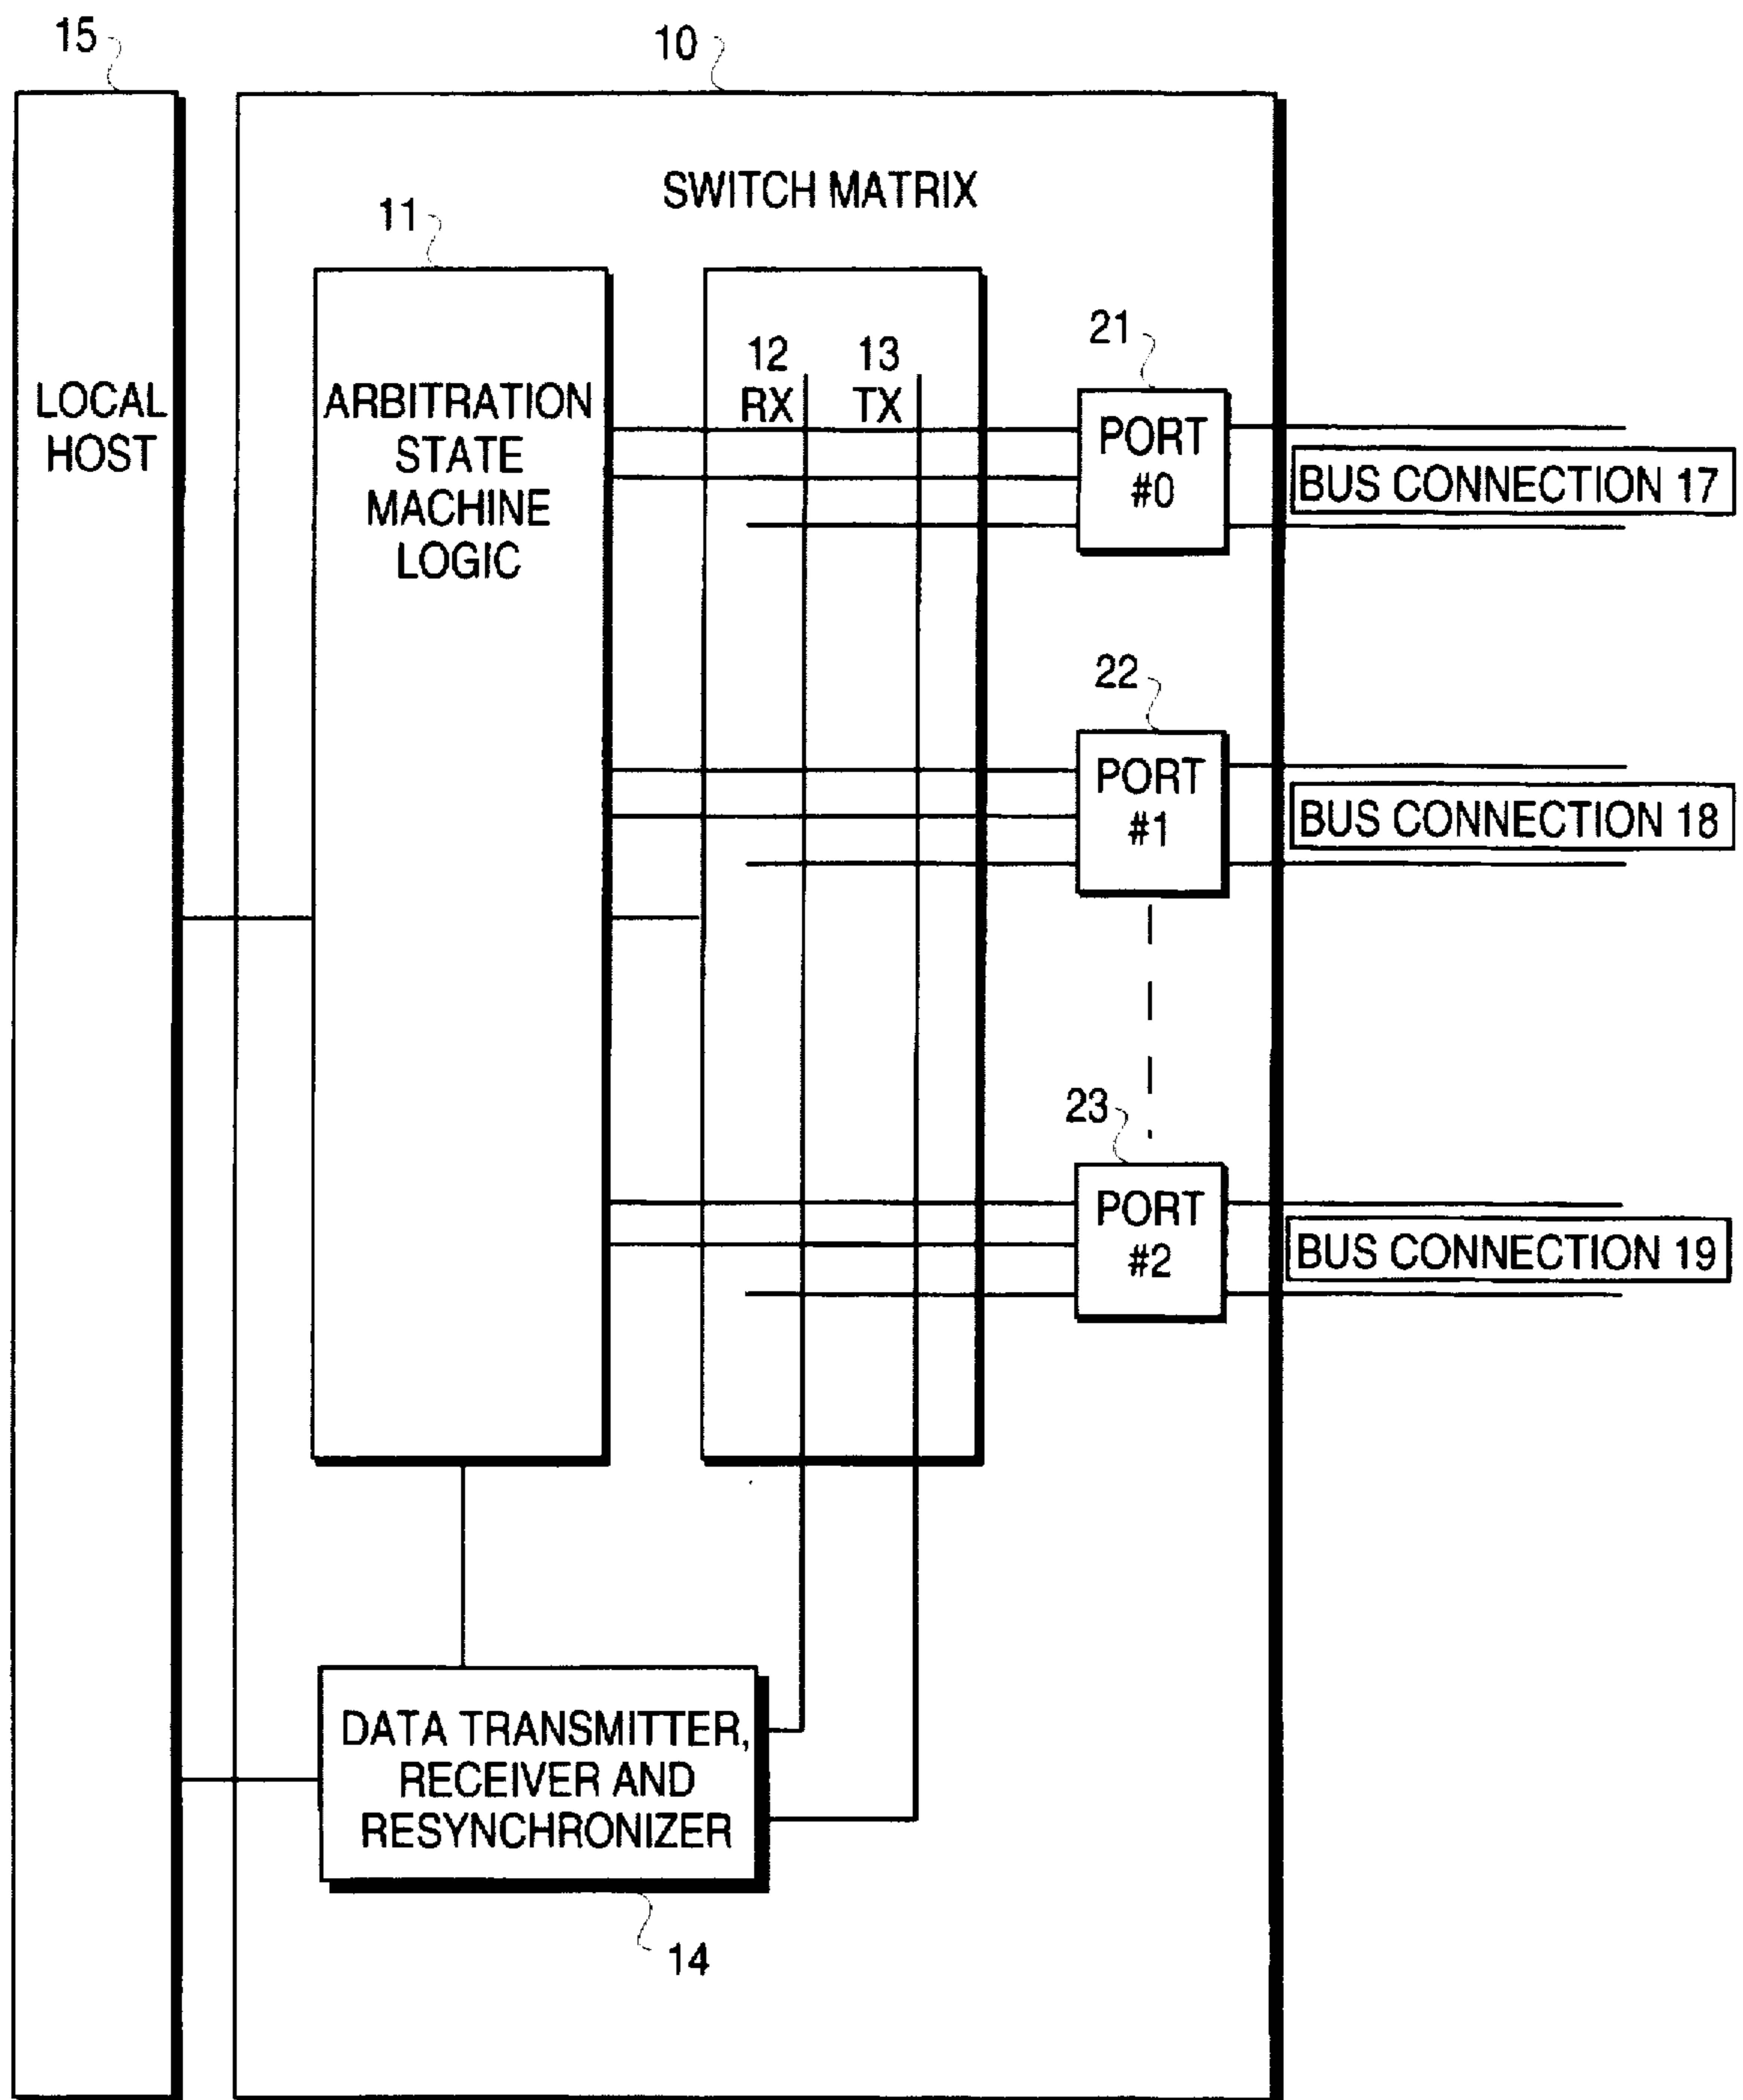 15
10
SWITCH MATRIX
11
12
13
RX
TX
21
LOCAL
HOST
ARBITRATION
STATE
MACHINE
LOGIC
PORT
#0
BUS CONNECTION 17
22
PORT
#1
BUS CONNECTION 18
23
PORT
#2
BUS CONNECTION 19
DATA TRANSMITTER,
RECEIVER AND
RESYNCHRONIZER
14